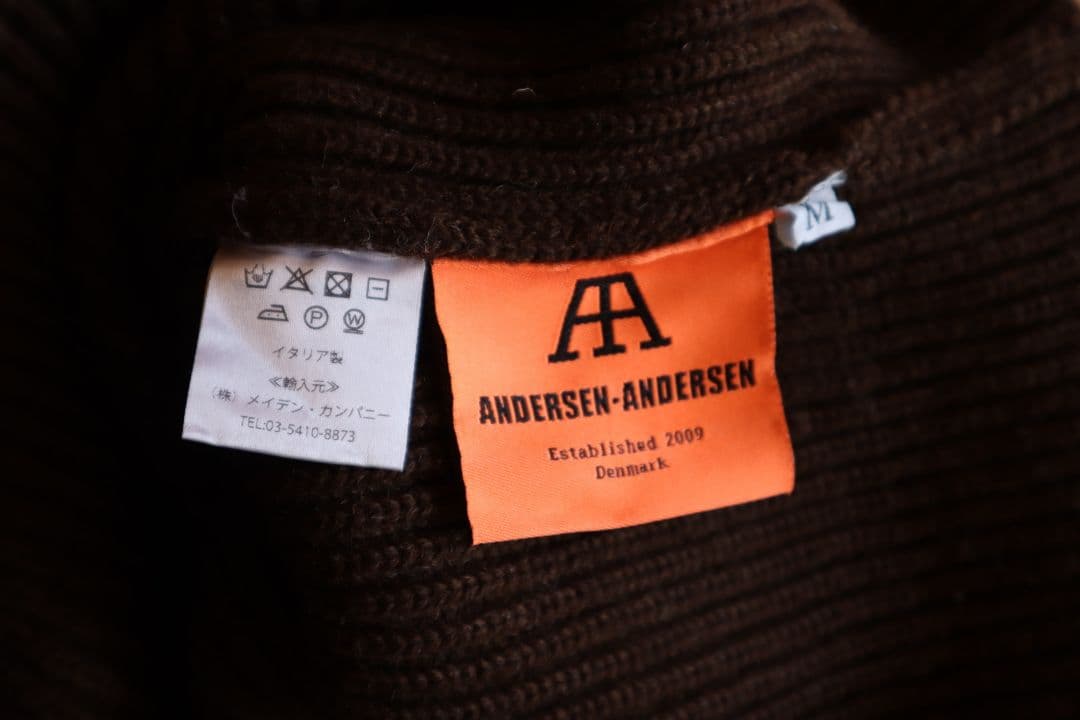 P W
イタリア製
≪輸入元≫
(株) メイデン・カンパニー
TEL:03-5410-8873
AA
ANDERSEN-ANDERSEN
Established 2009
Denmark
M